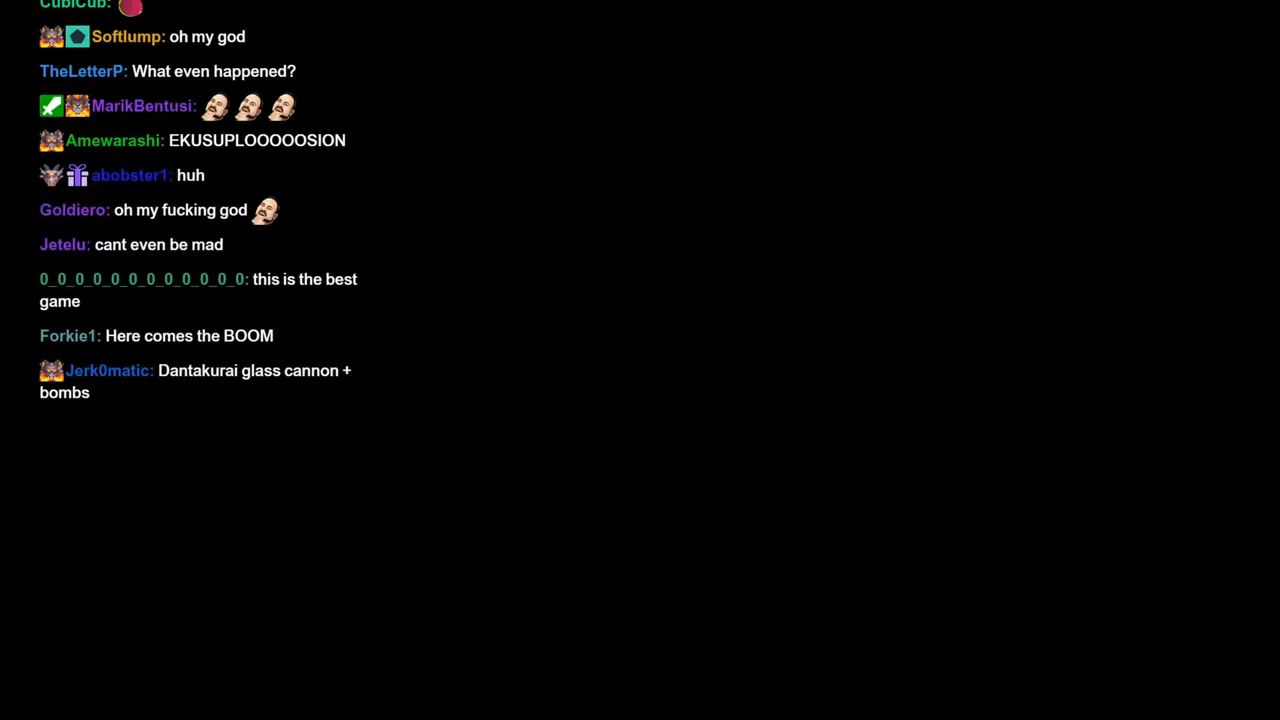 CubiCub:
Softlump: oh my god
TheLetterP: What even happened?
MarikBentusi:
Amewarashi: EKUSUPLOOOOOSION
abobster1: huh
Goldiero: oh my fucking god
Jetelu: cant even be mad
0_0_0_0_0_0_0_0_0_0_0_0: this is the best
game
Forkie1: Here comes the BOOM
Jerk0matic: Dantakurai glass cannon +
bombs